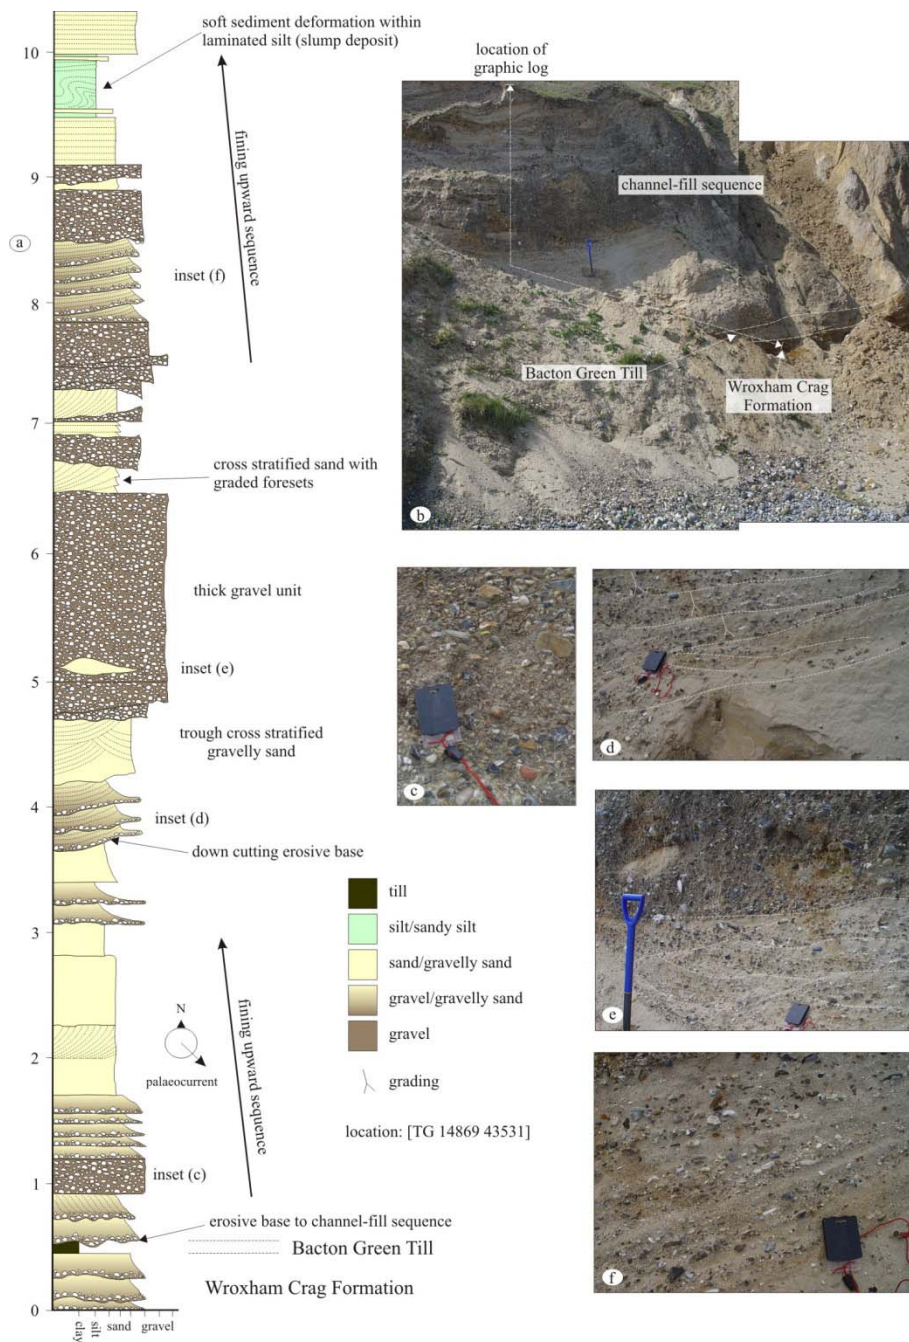 10
soft sediment deformation within
laminated silt (slump deposit)
fining upward sequence
9
a
inset (f)
8
7
cross stratified sand with
graded foresets
6
thick gravel unit
inset (e)
5
trough cross stratified
gravelly sand
4
inset (d)
down cutting erosive base
3
fining upward sequence
2
N
palaeocurrent
inset (c)
1
erosive base to channel-fill sequence
Bacton Green Till
Wroxham Crag Formation
0
clay
silt
sand
gravel
till
silt/sandy silt
sand/gravelly sand
gravel/gravelly sand
gravel
grading
location: [TG 14869 43531]
location of
graphic log
channel-fill sequence
Bacton Green Till
Wroxham Crag
Formation
b
c
d
e
f